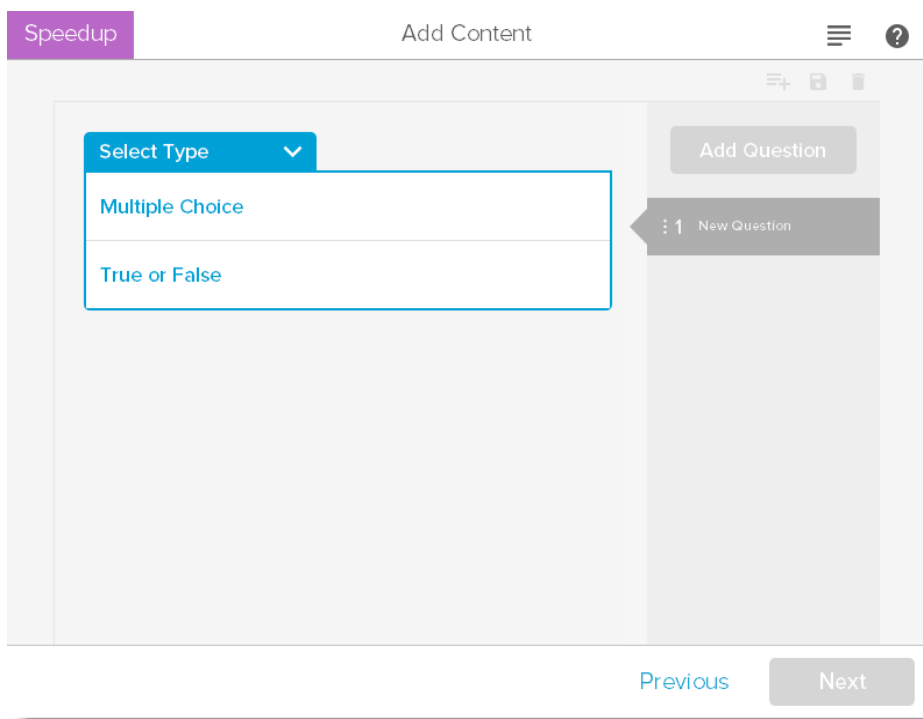 Speedup
Add Content
Select Type
Multiple Choice
True or False
Add Question
1 New Question
Previous
Next